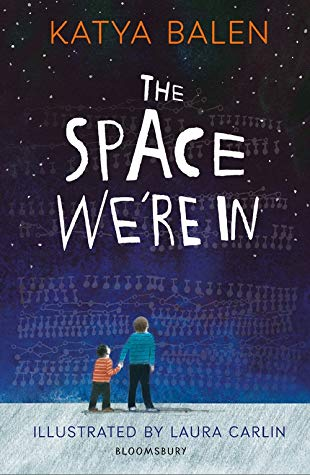 KATYA BALEN
THE
SPACE
WE'RE IN
ILLUSTRATED BY LAURA CARLIN
BLOOMSBURY